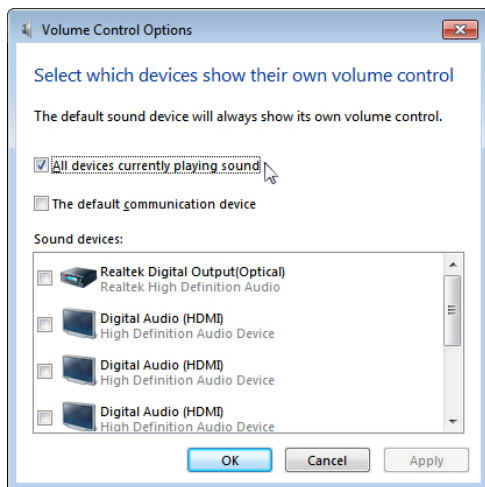 Volume Control Options
Select which devices show their own volume control
The default sound device will always show its own volume control.
All devices currently playing sound
The default communication device
Sound devices:
Realtek Digital Output(Optical)
Realtek High Definition Audio
Digital Audio (HDMI)
High Definition Audio Device
Digital Audio (HDMI)
High Definition Audio Device
Digital Audio (HDMI)
High Definition Audio Device
OK Cancel Apply